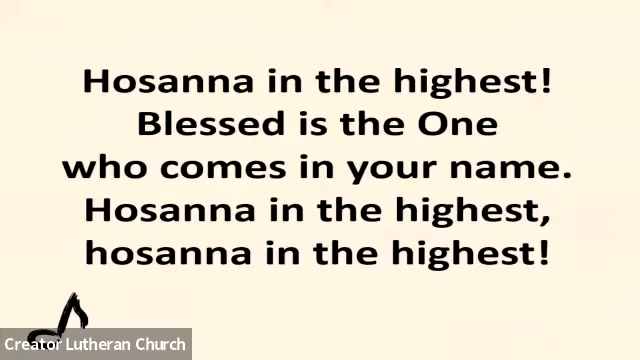 Hosanna in the highest!
Blessed is the One
who comes in your name.
Hosanna in the highest,
hosanna in the highest!
Creator Lutheran Church